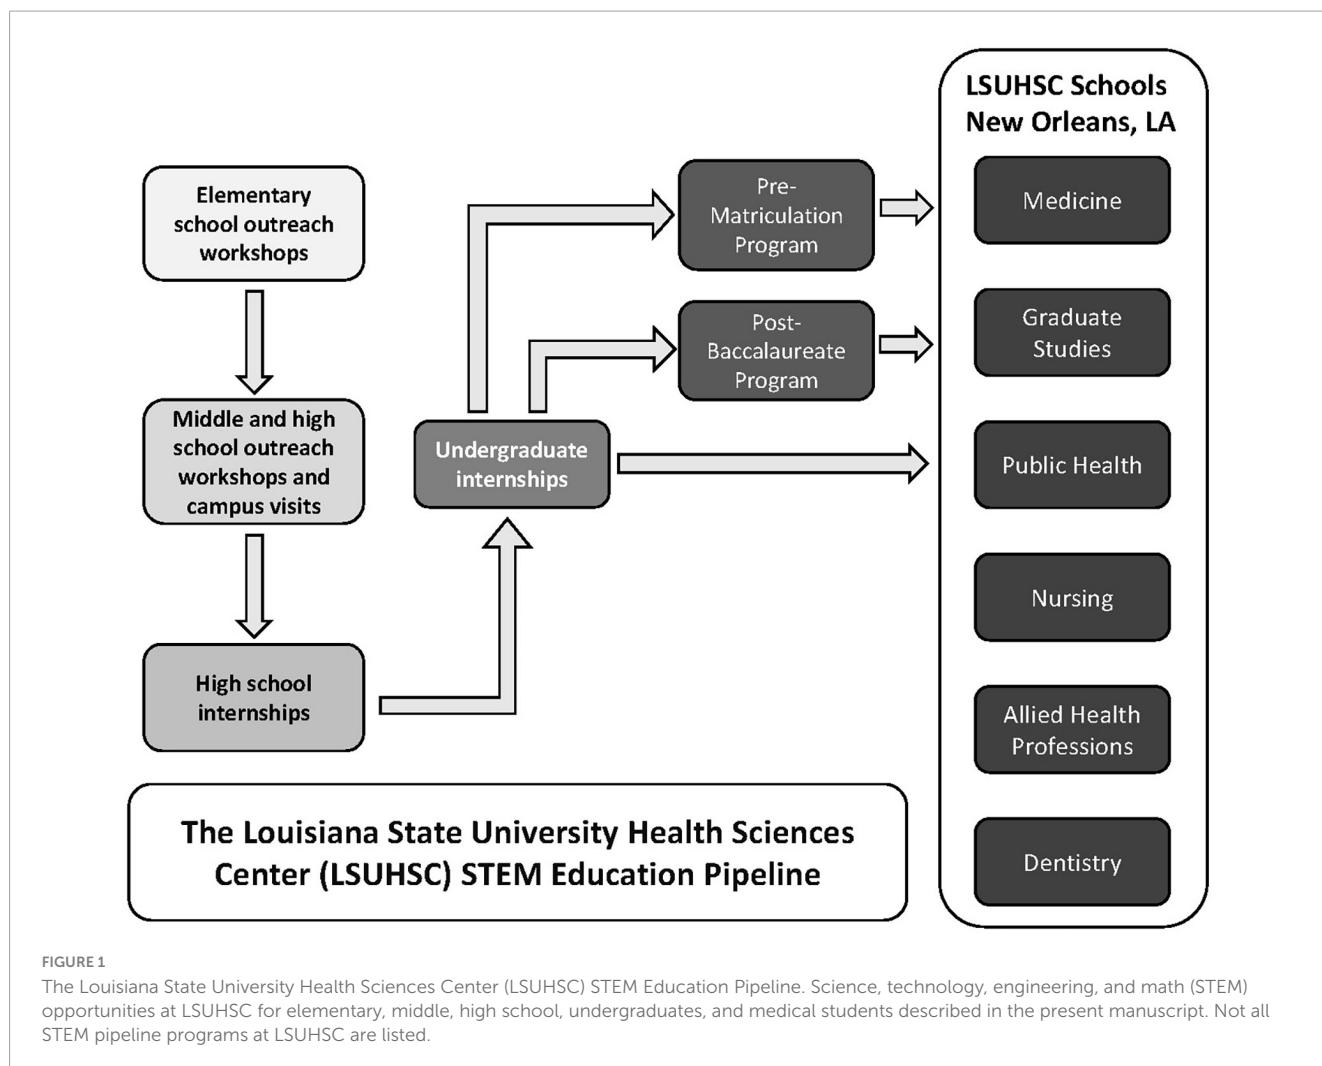 Elementary
school outreach
workshops
Middle and high
school outreach
workshops and
campus visits
High school
internships
Undergraduate
internships
Pre-
Matriculation
Program
Post-
Baccalaureate
Program
LSUHSC Schools
New Orleans, LA
Medicine
Graduate
Studies
Public Health
Nursing
Allied Health
Professions
Dentistry
The Louisiana State University Health Sciences
Center (LSUHSC) STEM Education Pipeline
FIGURE 1
The Louisiana State University Health Sciences Center (LSUHSC) STEM Education Pipeline. Science, technology, engineering, and math (STEM)
opportunities at LSUHSC for elementary, middle, high school, undergraduates, and medical students described in the present manuscript. Not all
STEM pipeline programs at LSUHSC are listed.